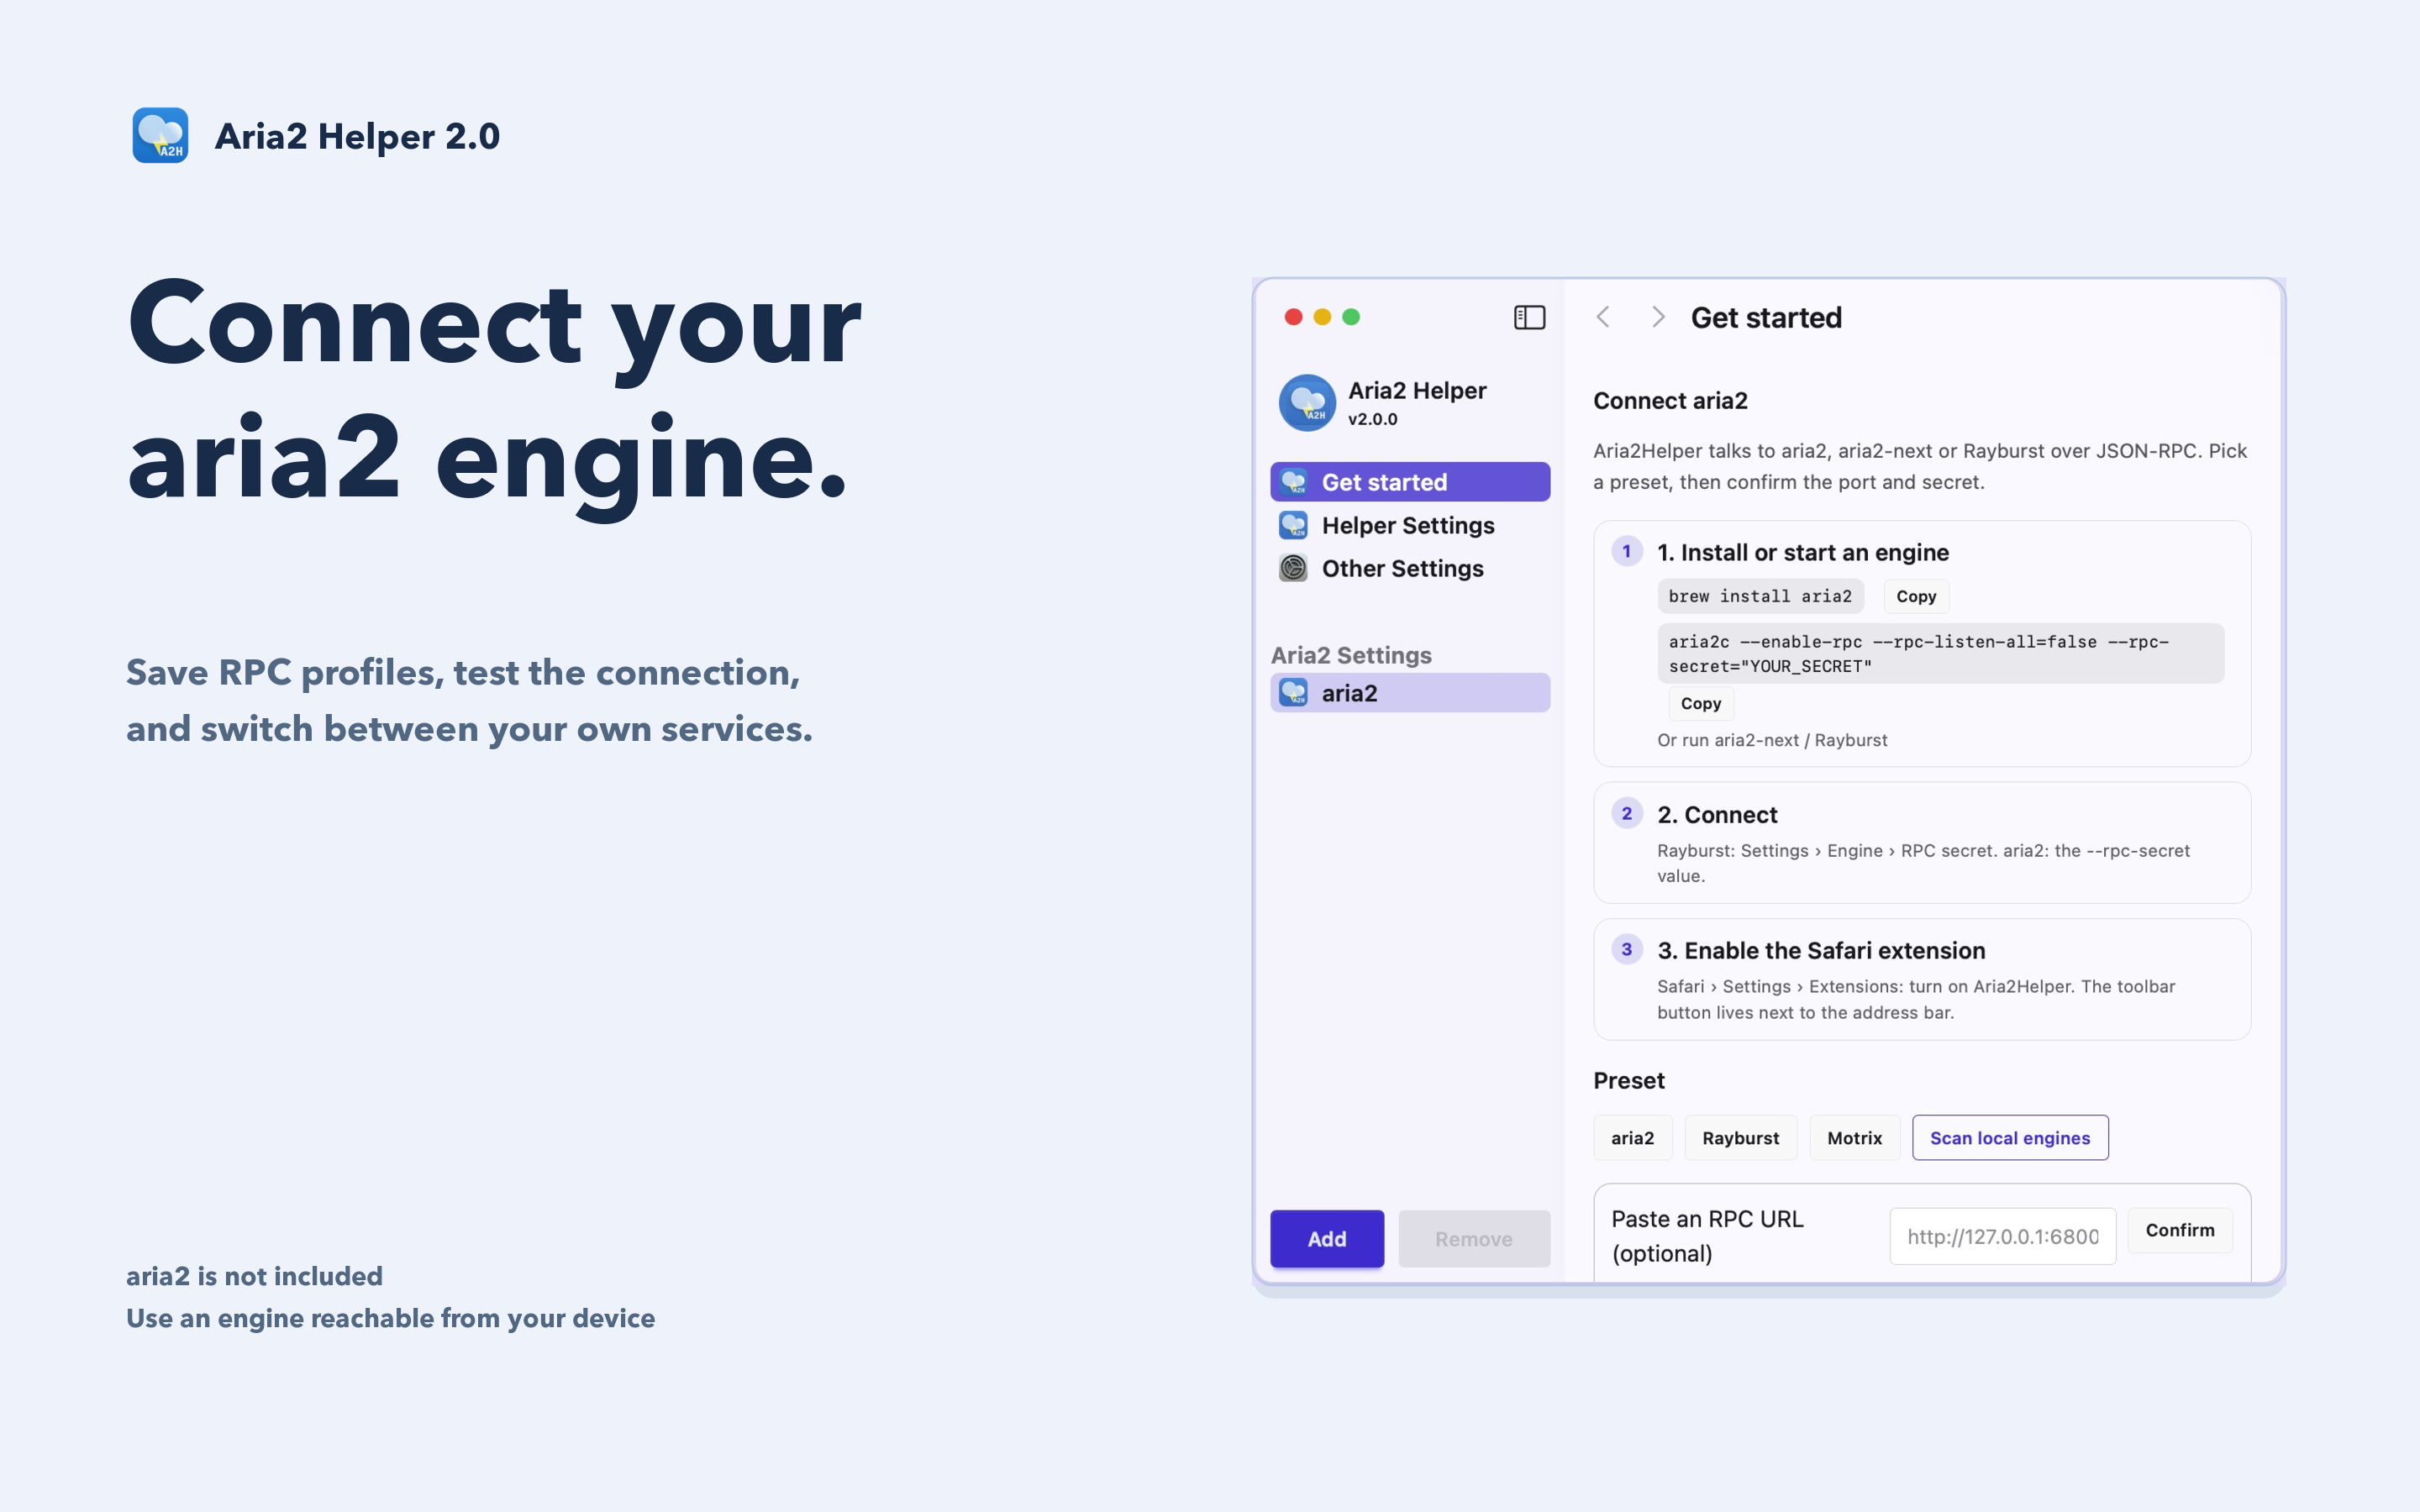 A2H
Aria2 Helper 2.0
Connect your
aria2 engine.
Save RPC profiles, test the connection,
and switch between your own services.
aria2 is not included
Use an engine reachable from your device
A2H
Aria2 Helper
v2.0.0
A2H
Get started
A2H
Helper Settings
Other Settings
Aria2 Settings
A2H
aria2
Add
Remove
Get started
Connect aria2
Aria2Helper talks to aria2, aria2-next or Rayburst over JSON-RPC. Pick
a preset, then confirm the port and secret.
1
1. Install or start an engine
brew install aria2
Copy
aria2c --enable-rpc --rpc-listen-all=false --rpc-
secret="YOUR_SECRET"
Copy
Or run aria2-next / Rayburst
2
2. Connect
Rayburst: Settings › Engine › RPC secret. aria2: the --rpc-secret
value.
3
3. Enable the Safari extension
Safari › Settings › Extensions: turn on Aria2Helper. The toolbar
button lives next to the address bar.
Preset
aria2
Rayburst
Motrix
Scan local engines
Paste an RPC URL
(optional)
http://127.0.0.1:6800
Confirm